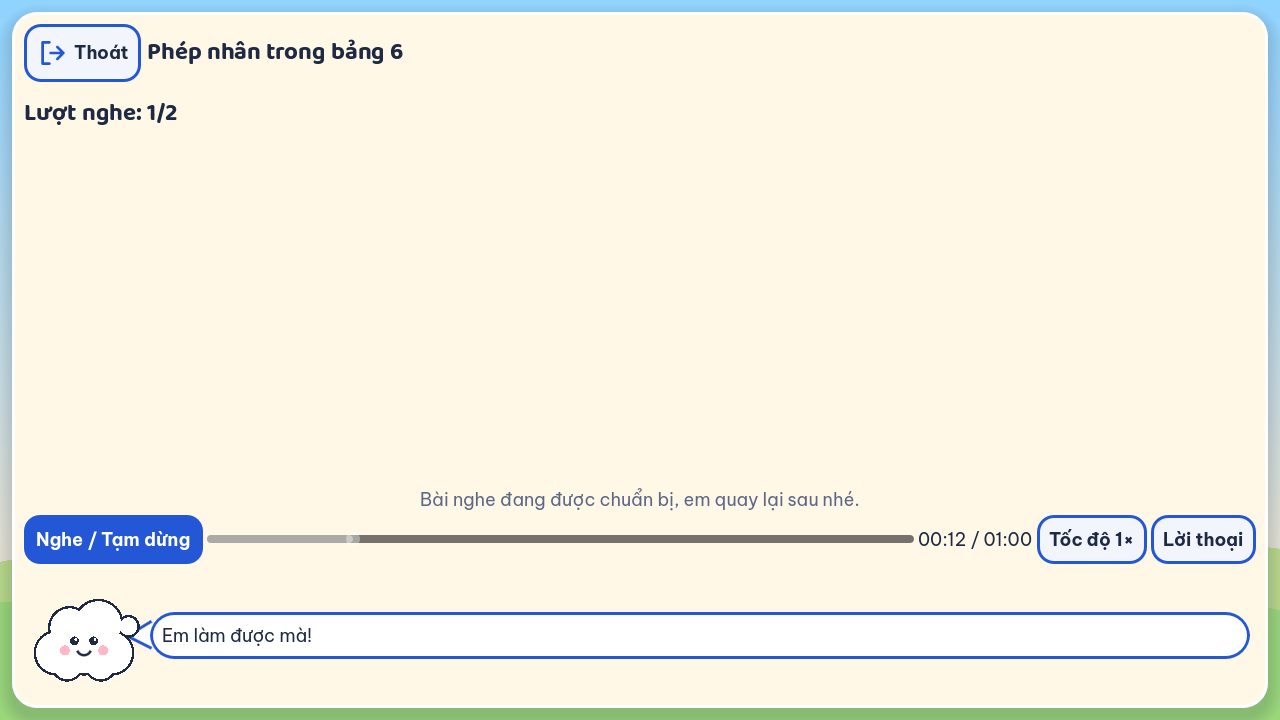 Thoát
Phép nhân trong bảng 6
Lượt nghe: 1/2
Bài nghe đang được chuẩn bị, em quay lại sau nhé.
Nghe / Tạm dừng
00:12 / 01:00
Tốc độ 1×
Lời thoại
Em làm được mà!